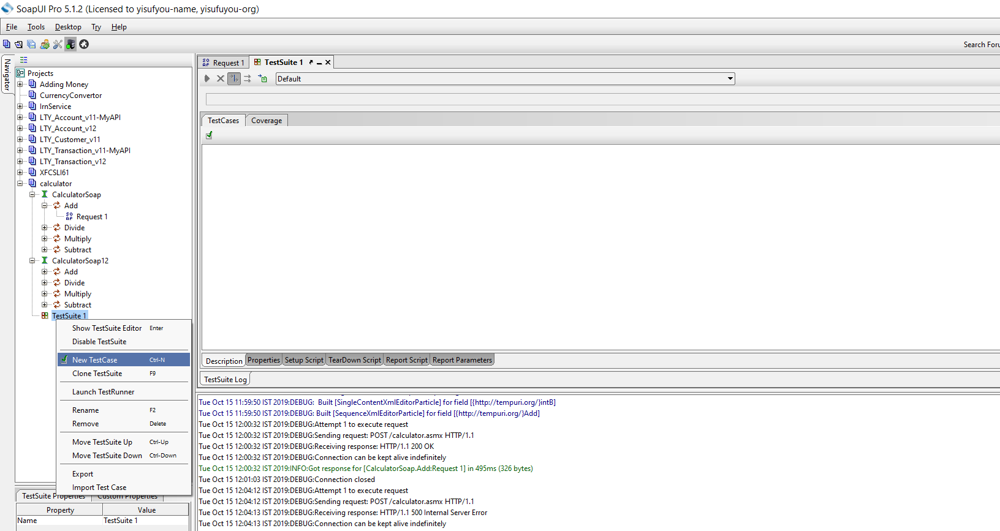 SoapUI Pro 5.1.2 (Licensed to yisufyou-name, yisufuyou-org)
File Tools Desktop Try Help
Search Foru
Navigator
Projects
Adding Money
CurrencyConvertor
IrnService
LTY_Account_v11-MyAPI
LTY_Account_v12
LTY_Customer_v11
LTY_Transaction_v11-MyAPI
LTY_Transaction_v12
XFCSLI61
calculator
CalculatorSoap
Add
Request 1
Divide
Multiply
Subtract
CalculatorSoap12
Add
Divide
Multiply
Subtract
TestSuite 1
Show TestSuite Editor Enter
Disable TestSuite
New TestCase Ctrl-N
Clone TestSuite F9
Launch TestRunner
Rename F2
Remove Delete
Move TestSuite Up Ctrl-Up
Move TestSuite Down Ctrl-Down
Export
Import Test Case
TestSuite Properties Custom Properties
Property Value
Name TestSuite 1
Request 1 TestSuite 1
Default
TestCases Coverage
Description Properties Setup Script TearDown Script Report Script Report Parameters
TestSuite Log
Tue Oct 15 11:59:50 IST 2019:DEBUG: Built [SingleContentXmlEditorParticle] for field [{http://tempuri.org/}intB]
Tue Oct 15 11:59:50 IST 2019:DEBUG: Built [SequenceXmlEditorParticle] for field [{http://tempuri.org/}Add]
Tue Oct 15 12:00:32 IST 2019:DEBUG:Attempt 1 to execute request
Tue Oct 15 12:00:32 IST 2019:DEBUG:Sending request: POST /calculator.asmx HTTP/1.1
Tue Oct 15 12:00:32 IST 2019:DEBUG:Receiving response: HTTP/1.1 200 OK
Tue Oct 15 12:00:32 IST 2019:DEBUG:Connection can be kept alive indefinitely
Tue Oct 15 12:00:32 IST 2019:INFO:Got response for [CalculatorSoap.Add:Request 1] in 495ms (326 bytes)
Tue Oct 15 12:01:03 IST 2019:DEBUG:Connection closed
Tue Oct 15 12:04:12 IST 2019:DEBUG:Attempt 1 to execute request
Tue Oct 15 12:04:12 IST 2019:DEBUG:Sending request: POST /calculator.asmx HTTP/1.1
Tue Oct 15 12:04:13 IST 2019:DEBUG:Receiving response: HTTP/1.1 500 Internal Server Error
Tue Oct 15 12:04:13 IST 2019:DEBUG:Connection can be kept alive indefinitely